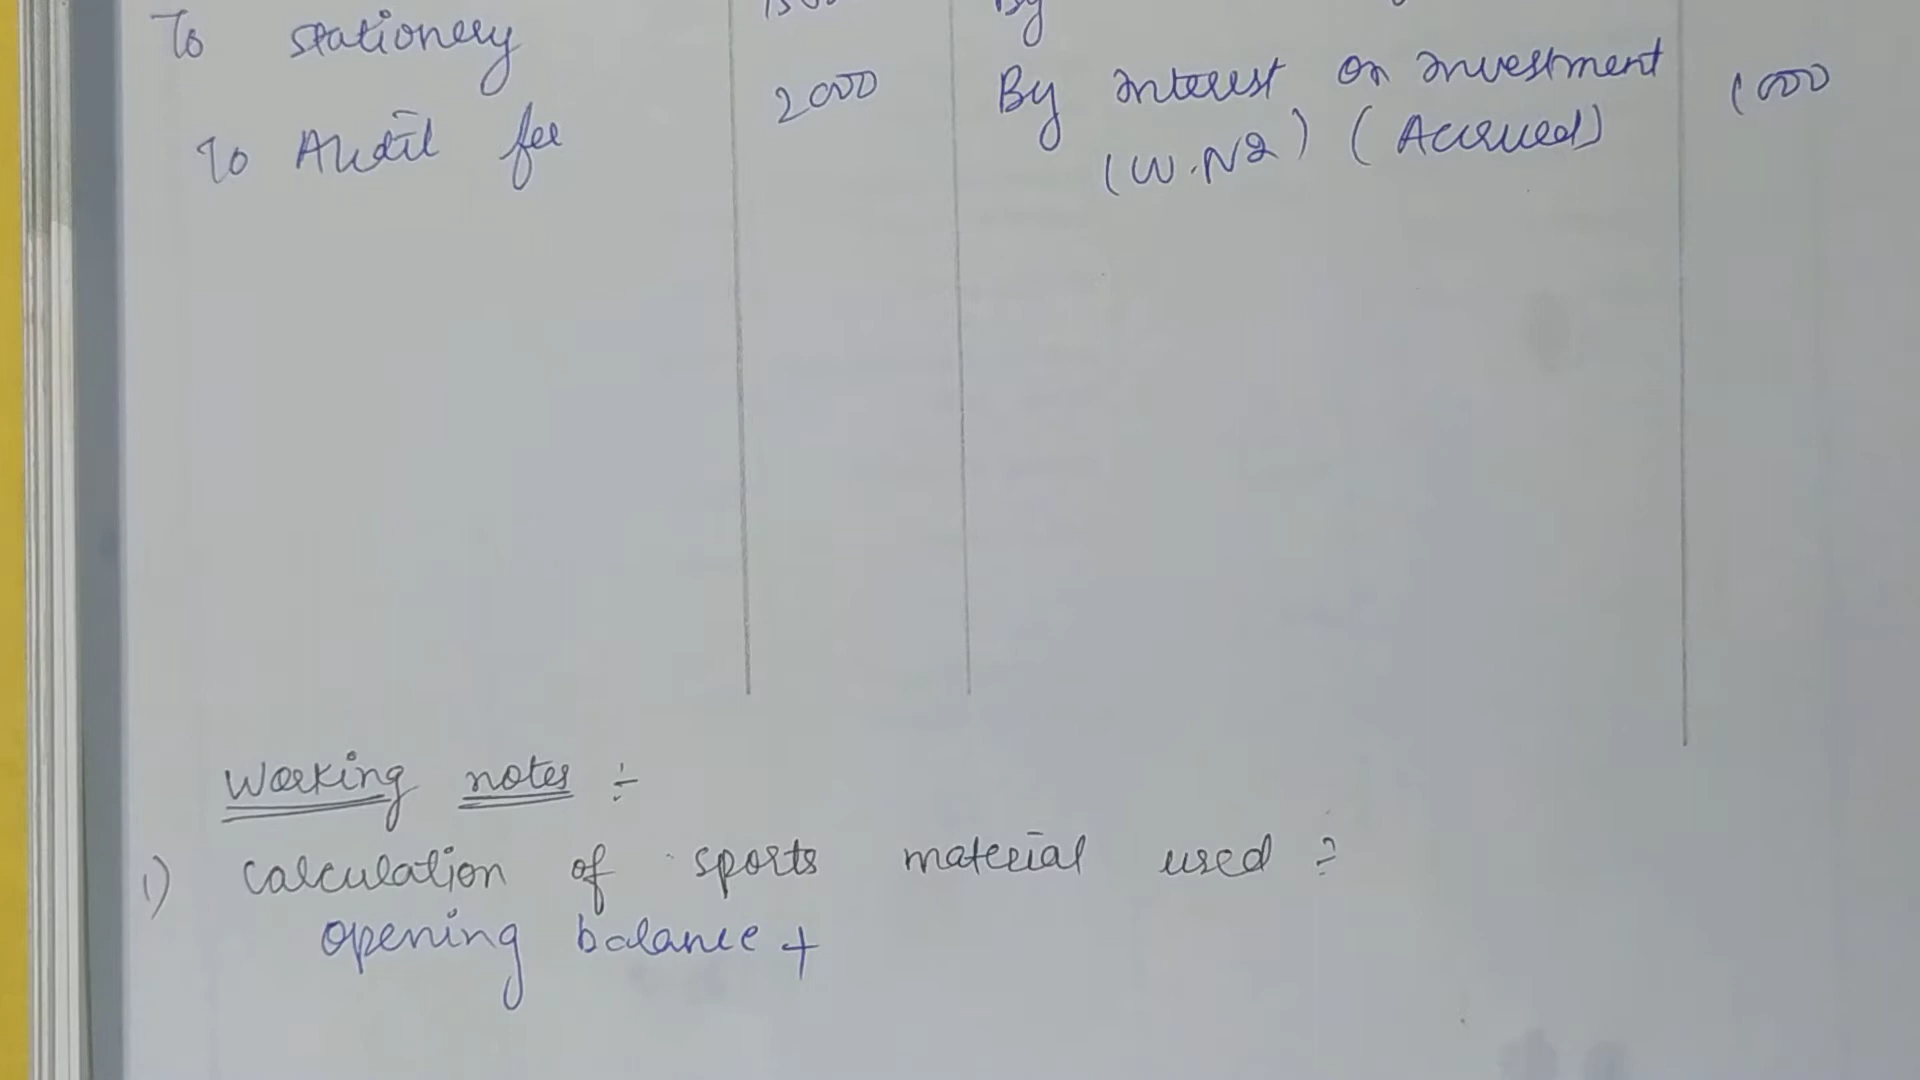 To stationery
By
To Audit fee 2000
By Interest on Investment 1000
(W.N2) (Accrued)
Working notes :-
1) Calculation of sports material used :-
opening balance +